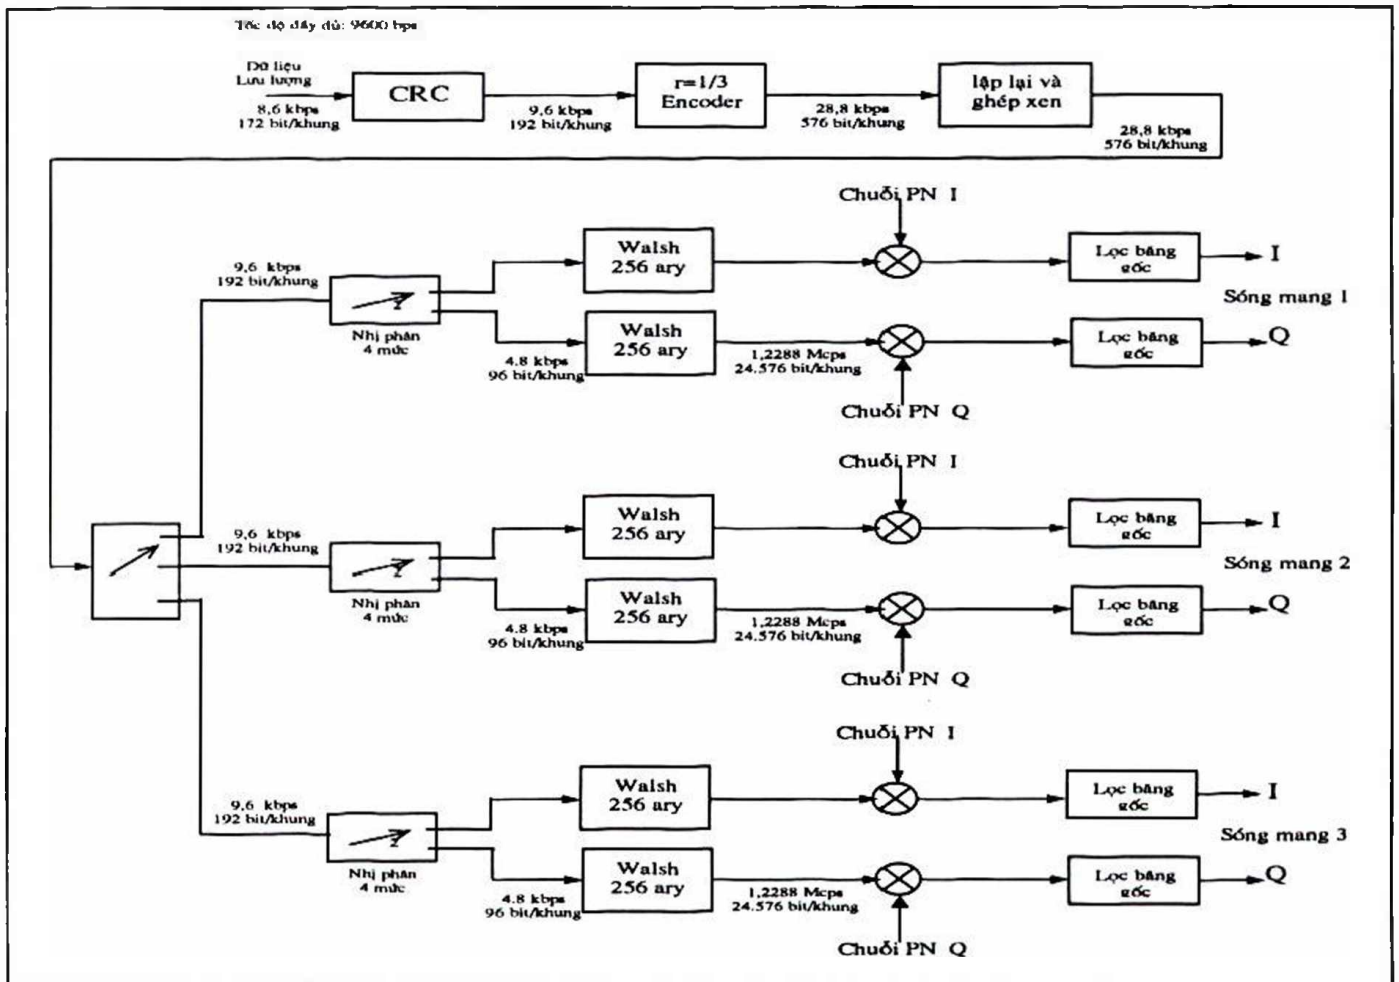 Tốc độ đầy đủ: 9600 bps
Dữ liệu
Lưu lượng
8,6 kbps
172 bit/khung
CRC
9,6 kbps
192 bit/khung
r=1/3
Encoder
28,8 kbps
576 bit/khung
lặp lại và
ghép xen
28,8 kbps
576 bit/khung
Chuỗi PN I
9,6 kbps
192 bit/khung
Nhị phân
4 mức
Walsh
256 ary
Lọc băng
gốc
I
Sóng mang 1
4.8 kbps
96 bit/khung
Walsh
256 ary
1,2288 Mcps
24.576 bit/khung
Lọc băng
gốc
Q
Chuỗi PN Q
Chuỗi PN I
9,6 kbps
192 bit/khung
Nhị phân
4 mức
Walsh
256 ary
Lọc băng
gốc
I
Sóng mang 2
4.8 kbps
96 bit/khung
Walsh
256 ary
1,2288 Mcps
24.576 bit/khung
Lọc băng
gốc
Q
Chuỗi PN Q
Chuỗi PN I
9,6 kbps
192 bit/khung
Nhị phân
4 mức
Walsh
256 ary
Lọc băng
gốc
I
Sóng mang 3
4.8 kbps
96 bit/khung
Walsh
256 ary
1,2288 Mcps
24.576 bit/khung
Lọc băng
gốc
Q
Chuỗi PN Q